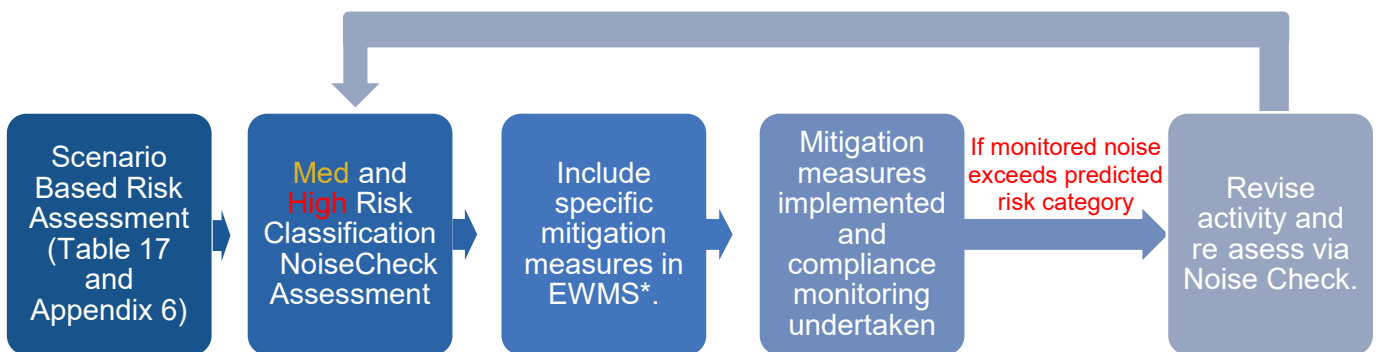 Scenario
Based Risk
Assessment
(Table 17
and
Appendix 6)
Med and
High Risk
Classification
NoiseCheck
Assessment
Include
specific
mitigation
measures in
EWMS*.
Mitigation
measures
implemented
and
compliance
monitoring
undertaken
If monitored noise
exceeds predicted
risk category
Revise
activity and
re asess via
Noise Check.